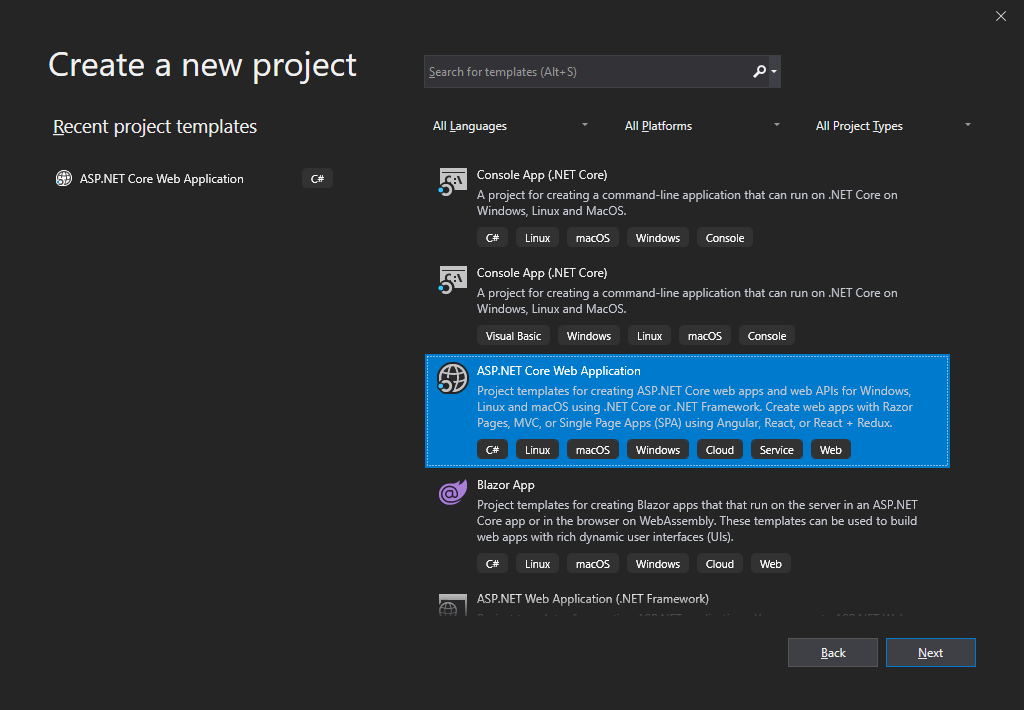 Create a new project
Search for templates (Alt+S)
Recent project templates
All Languages
All Platforms
All Project Types
ASP.NET Core Web Application
C#
Console App (.NET Core)
A project for creating a command-line application that can run on .NET Core on
Windows, Linux and MacOS.
C# Linux macOS Windows Console
Console App (.NET Core)
A project for creating a command-line application that can run on .NET Core on
Windows, Linux and MacOS.
Visual Basic Windows Linux macOS Console
ASP.NET Core Web Application
Project templates for creating ASP.NET Core web apps and web APIs for Windows,
Linux and macOS using .NET Core or .NET Framework. Create web apps with Razor
Pages, MVC, or Single Page Apps (SPA) using Angular, React, or React + Redux.
C# Linux macOS Windows Cloud Service Web
Blazor App
Project templates for creating Blazor apps that that run on the server in an ASP.NET
Core app or in the browser on WebAssembly. These templates can be used to build
web apps with rich dynamic user interfaces (UIs).
C# Linux macOS Windows Cloud Web
ASP.NET Web Application (.NET Framework)
Back
Next